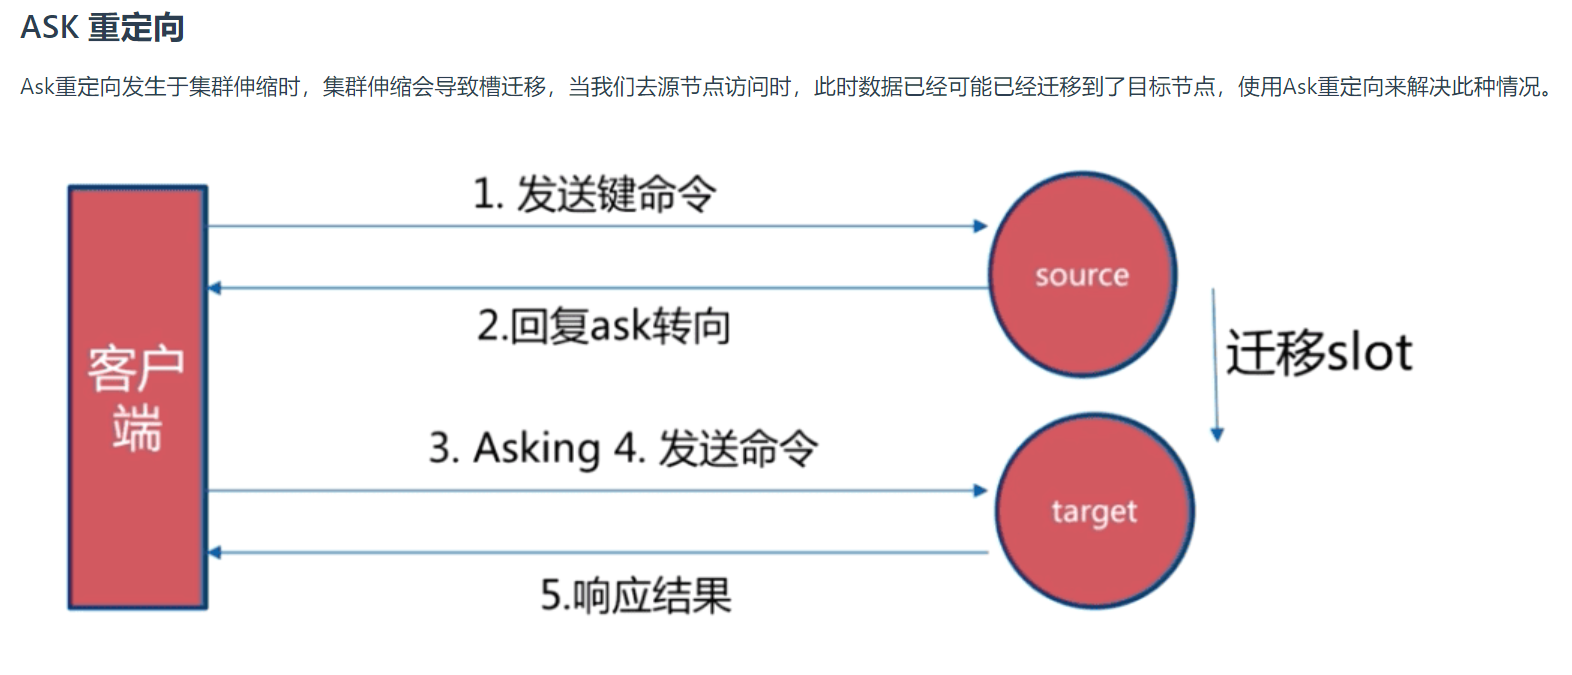 ASK 重定向
Ask重定向发生于集群伸缩时，集群伸缩会导致槽迁移，当我们去源节点访问时，此时数据已经可能已经迁移到了目标节点，使用Ask重定向来解决此种情况。
1. 发送键命令
source
2.回复ask转向
迁移slot
客户
端
3. Asking 4. 发送命令
target
5.响应结果